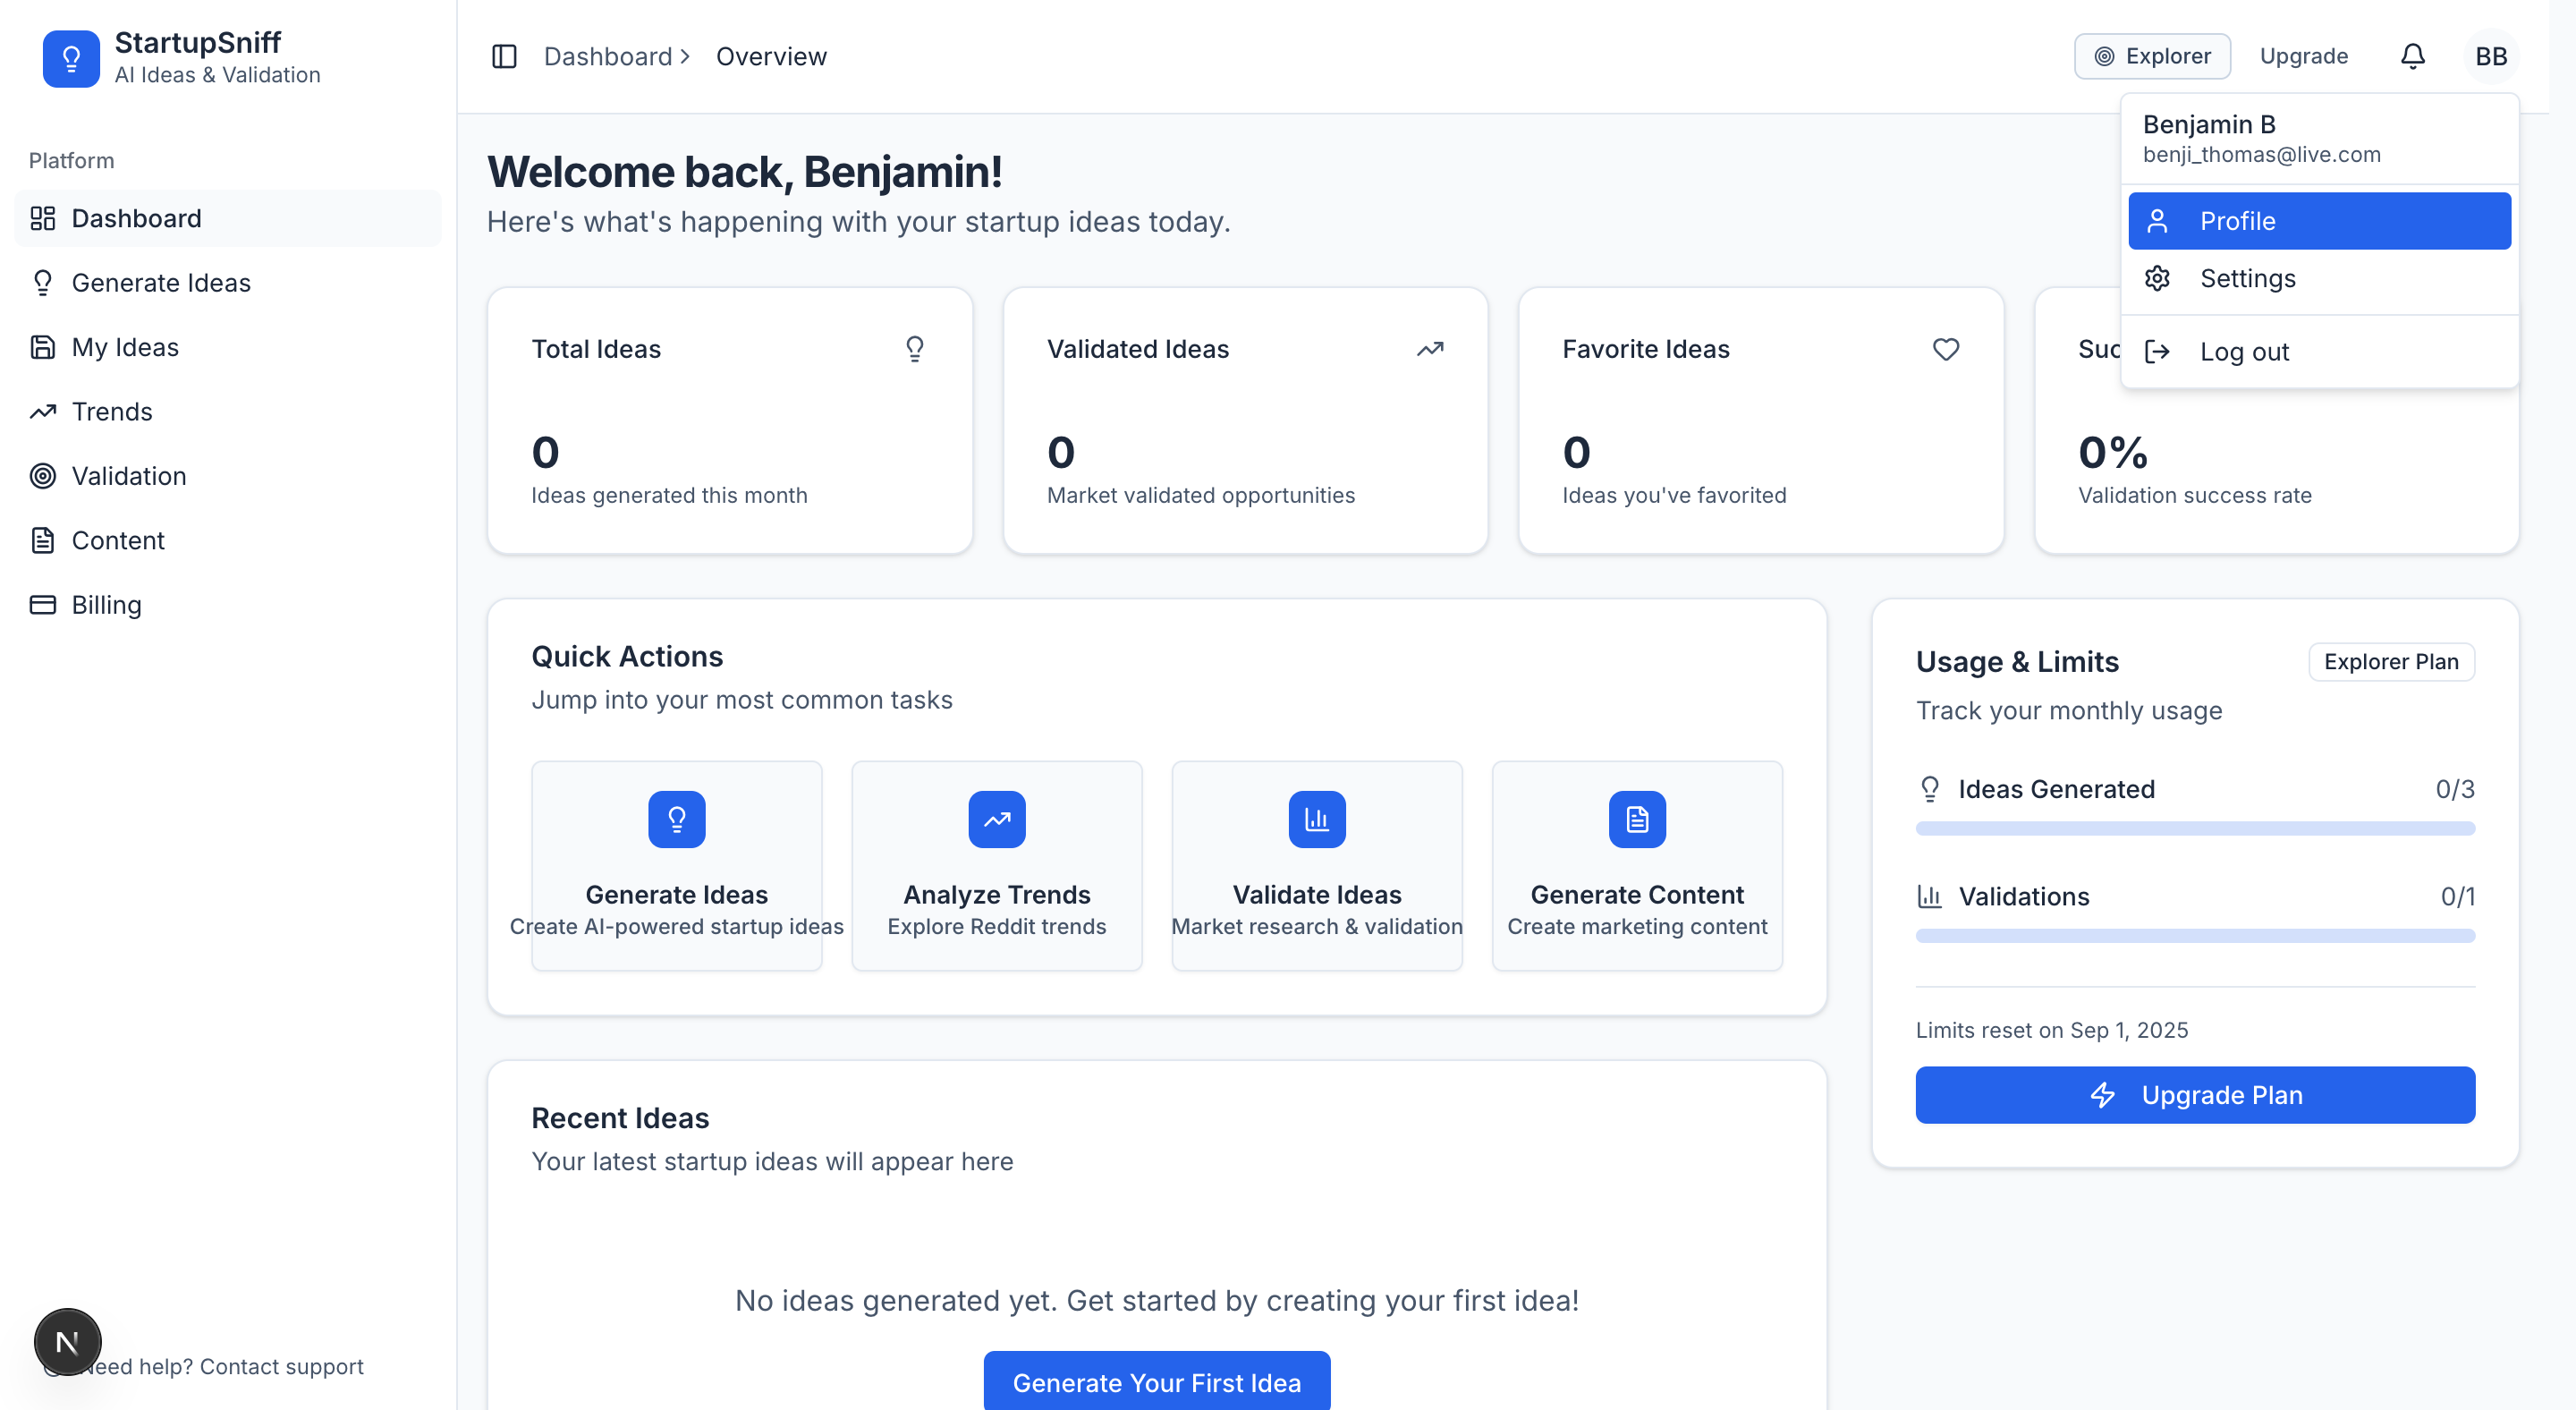 StartupSniff
AI Ideas & Validation
Platform
Dashboard
Generate Ideas
My Ideas
Trends
Validation
Content
Billing
N
Need help? Contact support
Dashboard
Overview
Explorer
Upgrade
BB
Benjamin B
benji_thomas@live.com
Profile
Settings
Log out
Welcome back, Benjamin!
Here's what's happening with your startup ideas today.
Total Ideas
0
Ideas generated this month
Validated Ideas
0
Market validated opportunities
Favorite Ideas
0
Ideas you've favorited
Suc
0%
Validation success rate
Quick Actions
Jump into your most common tasks
Generate Ideas
Create AI-powered startup ideas
Analyze Trends
Explore Reddit trends
Validate Ideas
Market research & validation
Generate Content
Create marketing content
Usage & Limits
Explorer Plan
Track your monthly usage
Ideas Generated 0/3
Validations 0/1
Limits reset on Sep 1, 2025
Upgrade Plan
Recent Ideas
Your latest startup ideas will appear here
No ideas generated yet. Get started by creating your first idea!
Generate Your First Idea